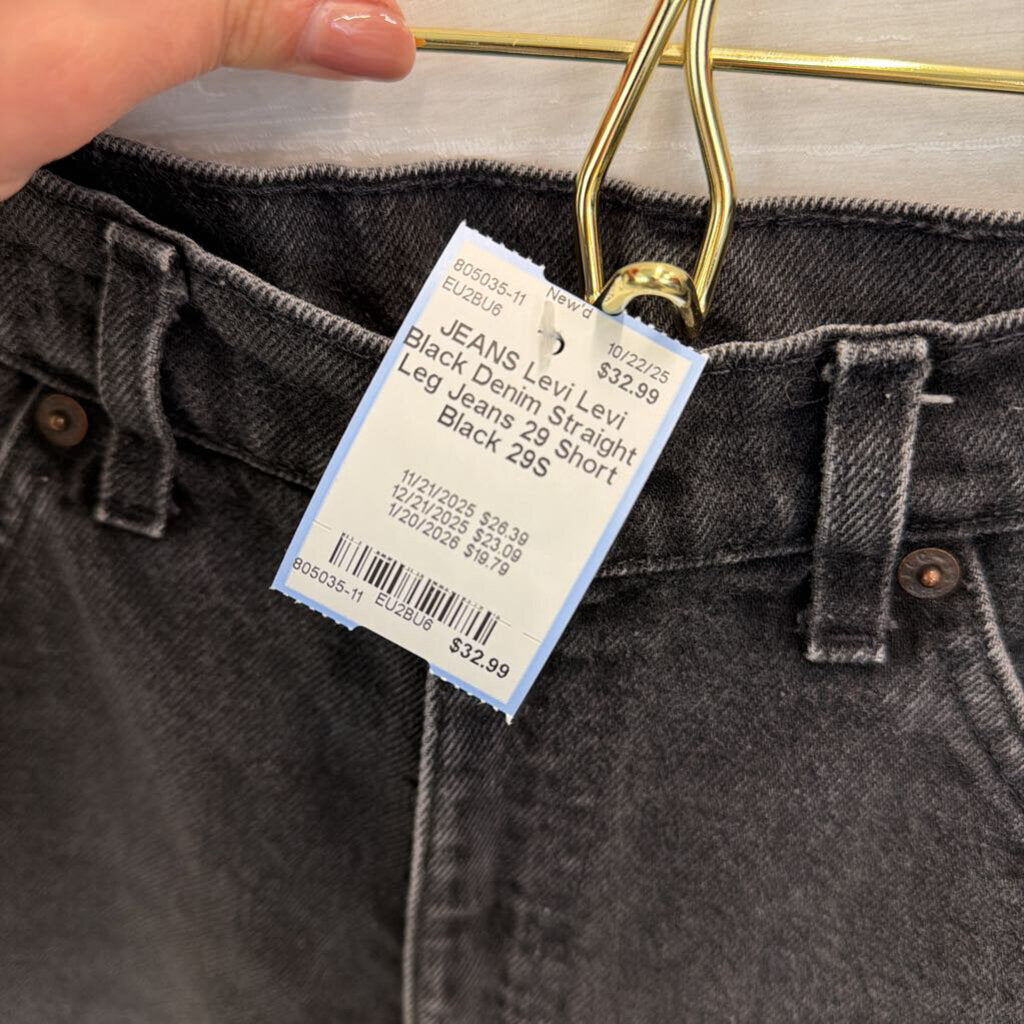 805035-11 New'd
EU2BU6
10/22/25
$32.99
JEANS Levi Levi
Black Denim Straight
Leg Jeans 29 Short
Black 29S
11/21/2025 $26.39
12/21/2025 $23.09
1/20/2026 $19.79
805035-11 EU2BU6
$32.99